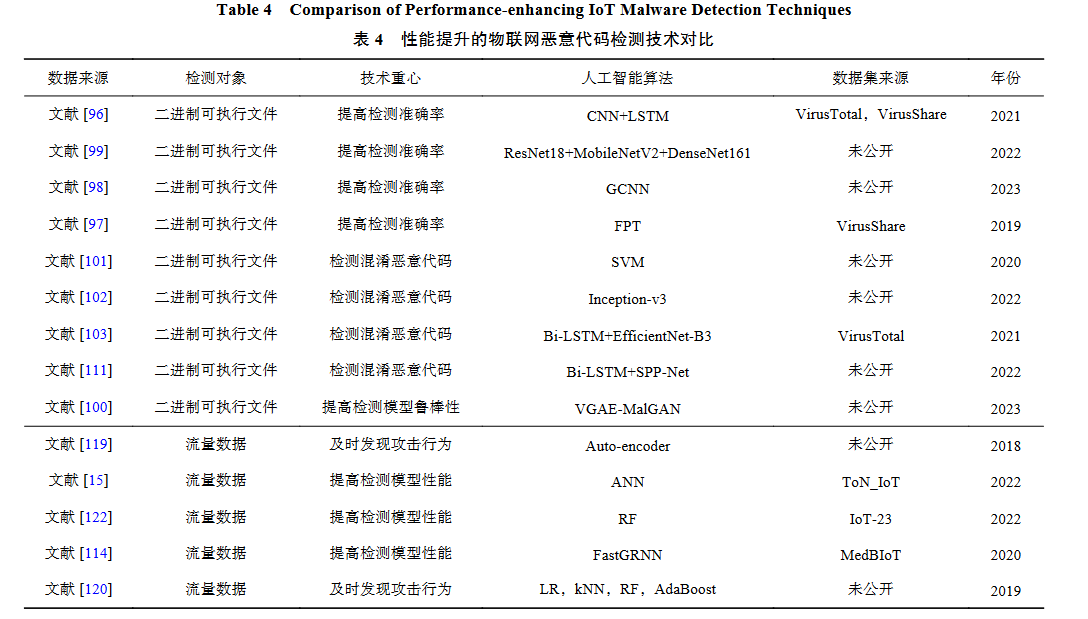 Table 4 Comparison of Performance-enhancing IoT Malware Detection Techniques
表 4 性能提升的物联网恶意代码检测技术对比
数据来源 检测对象 技术重心 人工智能算法 数据集来源 年份
文献 [96] 二进制可执行文件 提高检测准确率 CNN+LSTM VirusTotal，VirusShare 2021
文献 [99] 二进制可执行文件 提高检测准确率 ResNet18+MobileNetV2+DenseNet161 未公开 2022
文献 [98] 二进制可执行文件 提高检测准确率 GCNN 未公开 2023
文献 [97] 二进制可执行文件 提高检测准确率 FPT VirusShare 2019
文献 [101] 二进制可执行文件 检测混淆恶意代码 SVM 未公开 2020
文献 [102] 二进制可执行文件 检测混淆恶意代码 Inception-v3 未公开 2022
文献 [103] 二进制可执行文件 检测混淆恶意代码 Bi-LSTM+EfficientNet-B3 VirusTotal 2021
文献 [111] 二进制可执行文件 检测混淆恶意代码 Bi-LSTM+SPP-Net 未公开 2022
文献 [100] 二进制可执行文件 提高检测模型鲁棒性 VGAE-MalGAN 未公开 2023
文献 [119] 流量数据 及时发现攻击行为 Auto-encoder 未公开 2018
文献 [15] 流量数据 提高检测模型性能 ANN ToN_IoT 2022
文献 [122] 流量数据 提高检测模型性能 RF IoT-23 2022
文献 [114] 流量数据 提高检测模型性能 FastGRNN MedBIoT 2020
文献 [120] 流量数据 及时发现攻击行为 LR，kNN，RF，AdaBoost 未公开 2019